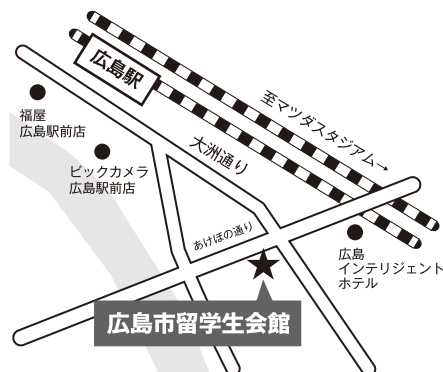 広島駅
至マツダスタジアム→
福屋
広島駅前店
大洲通り
ビックカメラ
広島駅前店
あけぼの通り
広島
インテリジェント
ホテル
広島市留学生会館